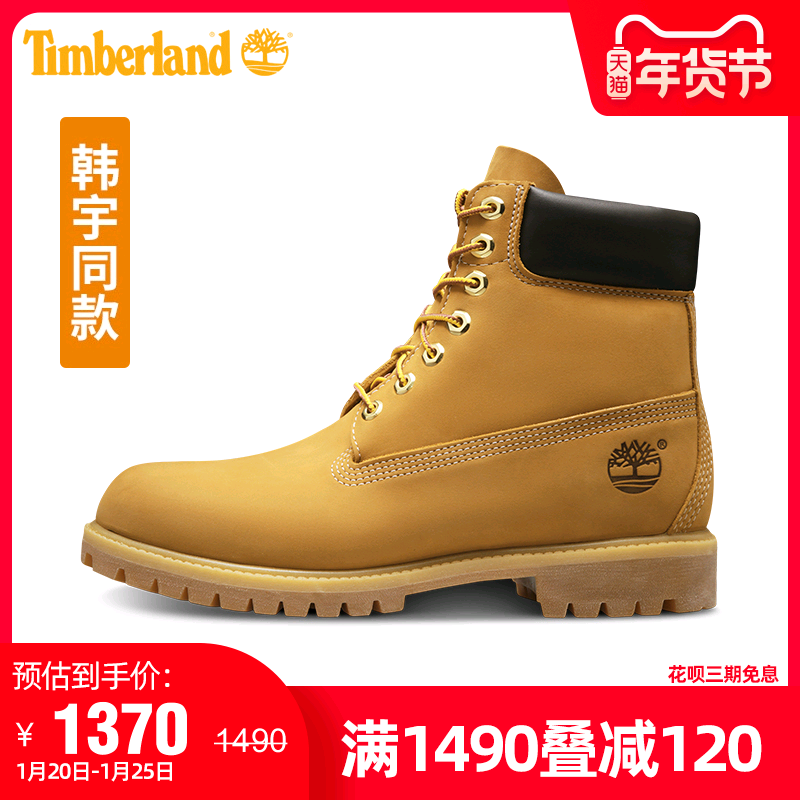 Timberland
天猫
年货节
韩宇同款
®
预估到手价：
¥ 1370 1490
1月20日-1月25日
花呗三期免息
满1490叠减120